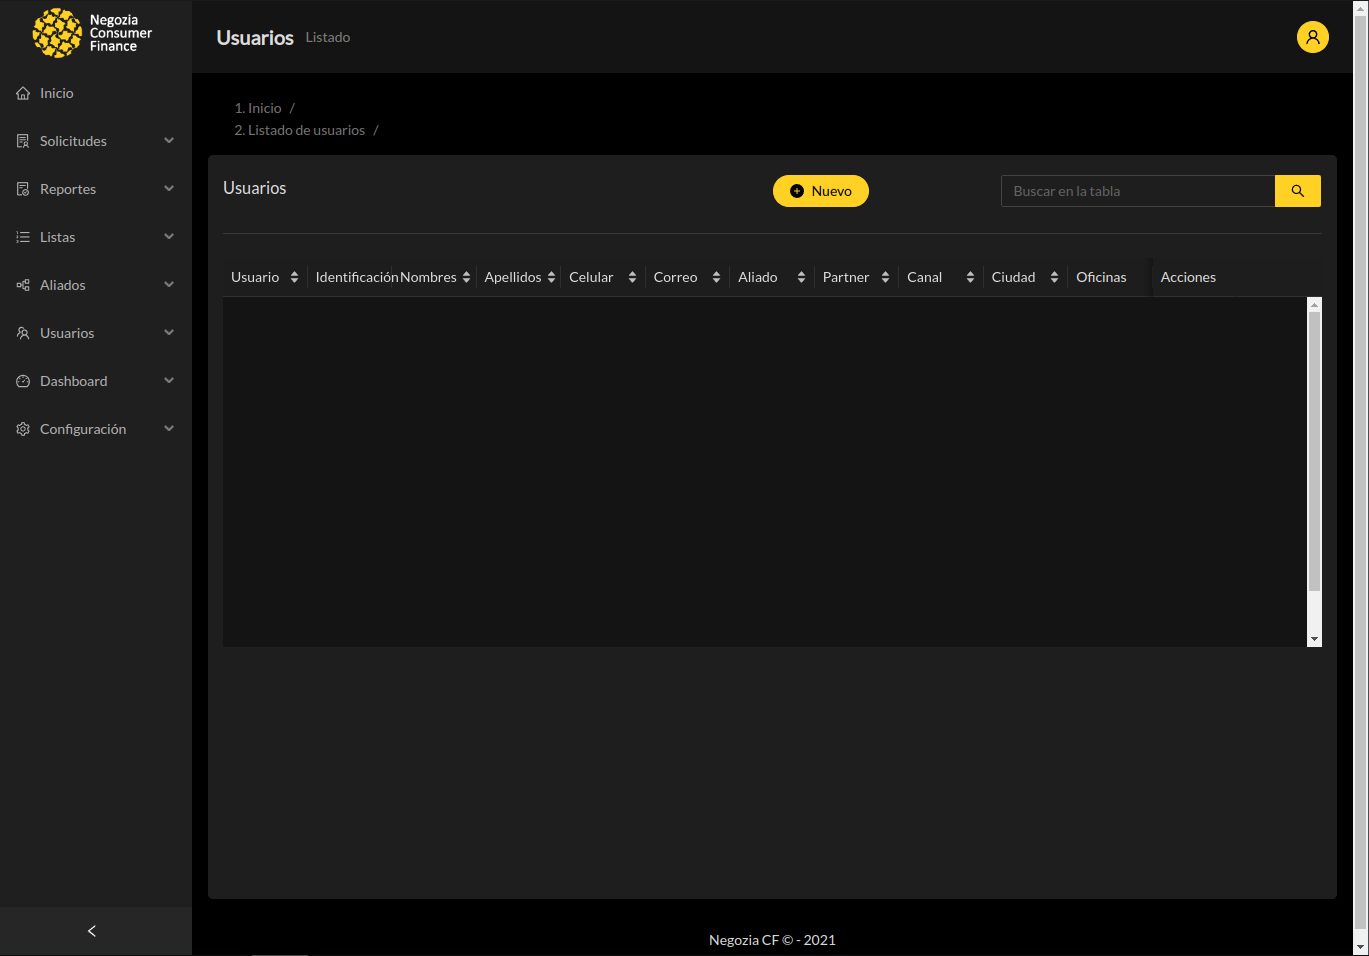 Negozia
Consumer
Finance
Usuarios Listado
Inicio
Solicitudes
Reportes
Listas
Aliados
Usuarios
Dashboard
Configuración
1. Inicio /
2. Listado de usuarios /
Usuarios
Nuevo
Buscar en la tabla
Usuario Identificación Nombres Apellidos Celular Correo Aliado Partner Canal Ciudad Oficinas Acciones
Negozia CF © - 2021